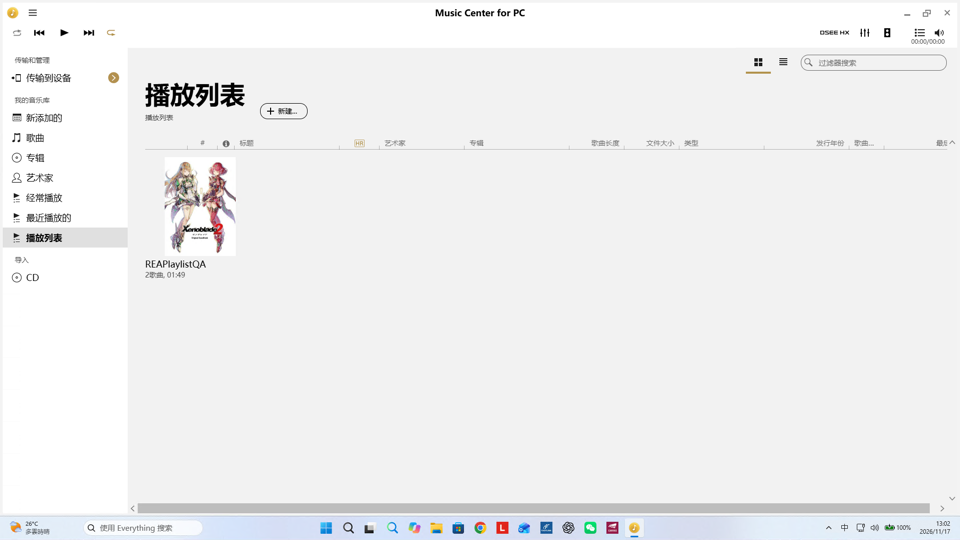 Music Center for PC
DSEE HX
00:00/00:00
传输和管理
传输到设备
我的音乐库
新添加的
歌曲
专辑
艺术家
经常播放
最近播放的
播放列表
导入
CD
过滤器搜索
播放列表
播放列表
新建...
# 标题 HR 艺术家 专辑 歌曲长度 文件大小 类型 发行年份 歌曲...
Xenoblade 2
Original Soundtrack
REAPlaylistQA
2歌曲, 01:49
26°C
多雲時晴
使用 Everything 搜索
中
100%
13:02
2026/11/17